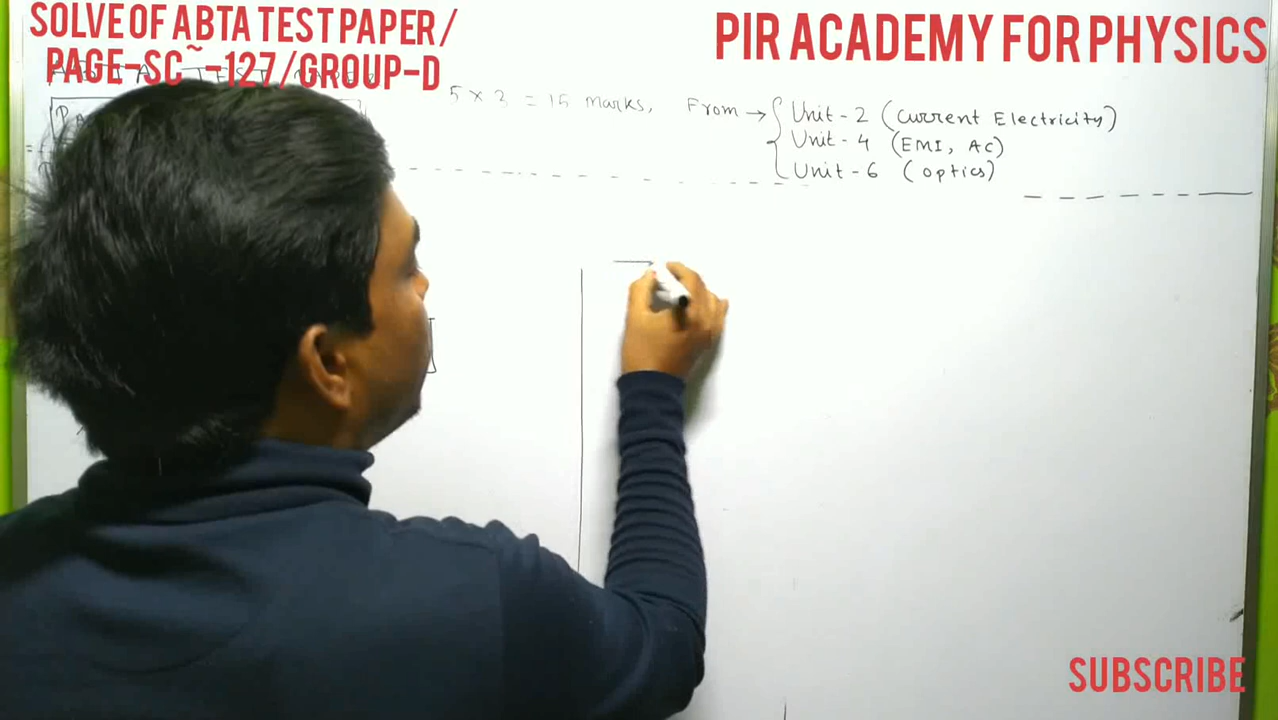 SOLVE OF ABTA TEST PAPER /
PAGE-SC~-127/GROUP-D
PIR ACADEMY FOR PHYSICS
5 × 3 = 15 marks, From → { Unit - 2 (Current Electricity)
Unit - 4 (EMI, AC)
Unit - 6 (optics)
SUBSCRIBE